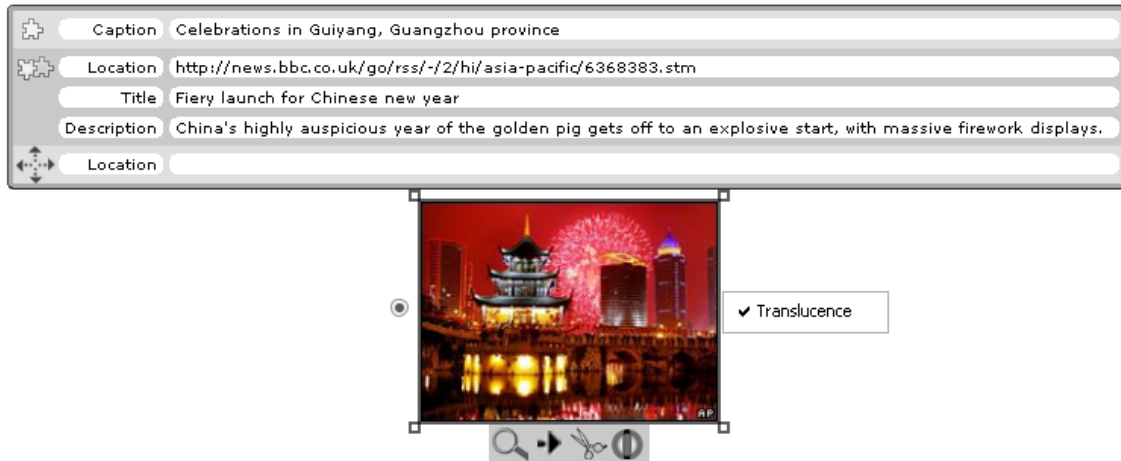 Caption Celebrations in Guiyang, Guangzhou province
Location http://news.bbc.co.uk/go/rss/-/2/hi/asia-pacific/6368383.stm
Title Fiery launch for Chinese new year
Description China's highly auspicious year of the golden pig gets off to an explosive start, with massive firework displays.
Location
Translucence
AP